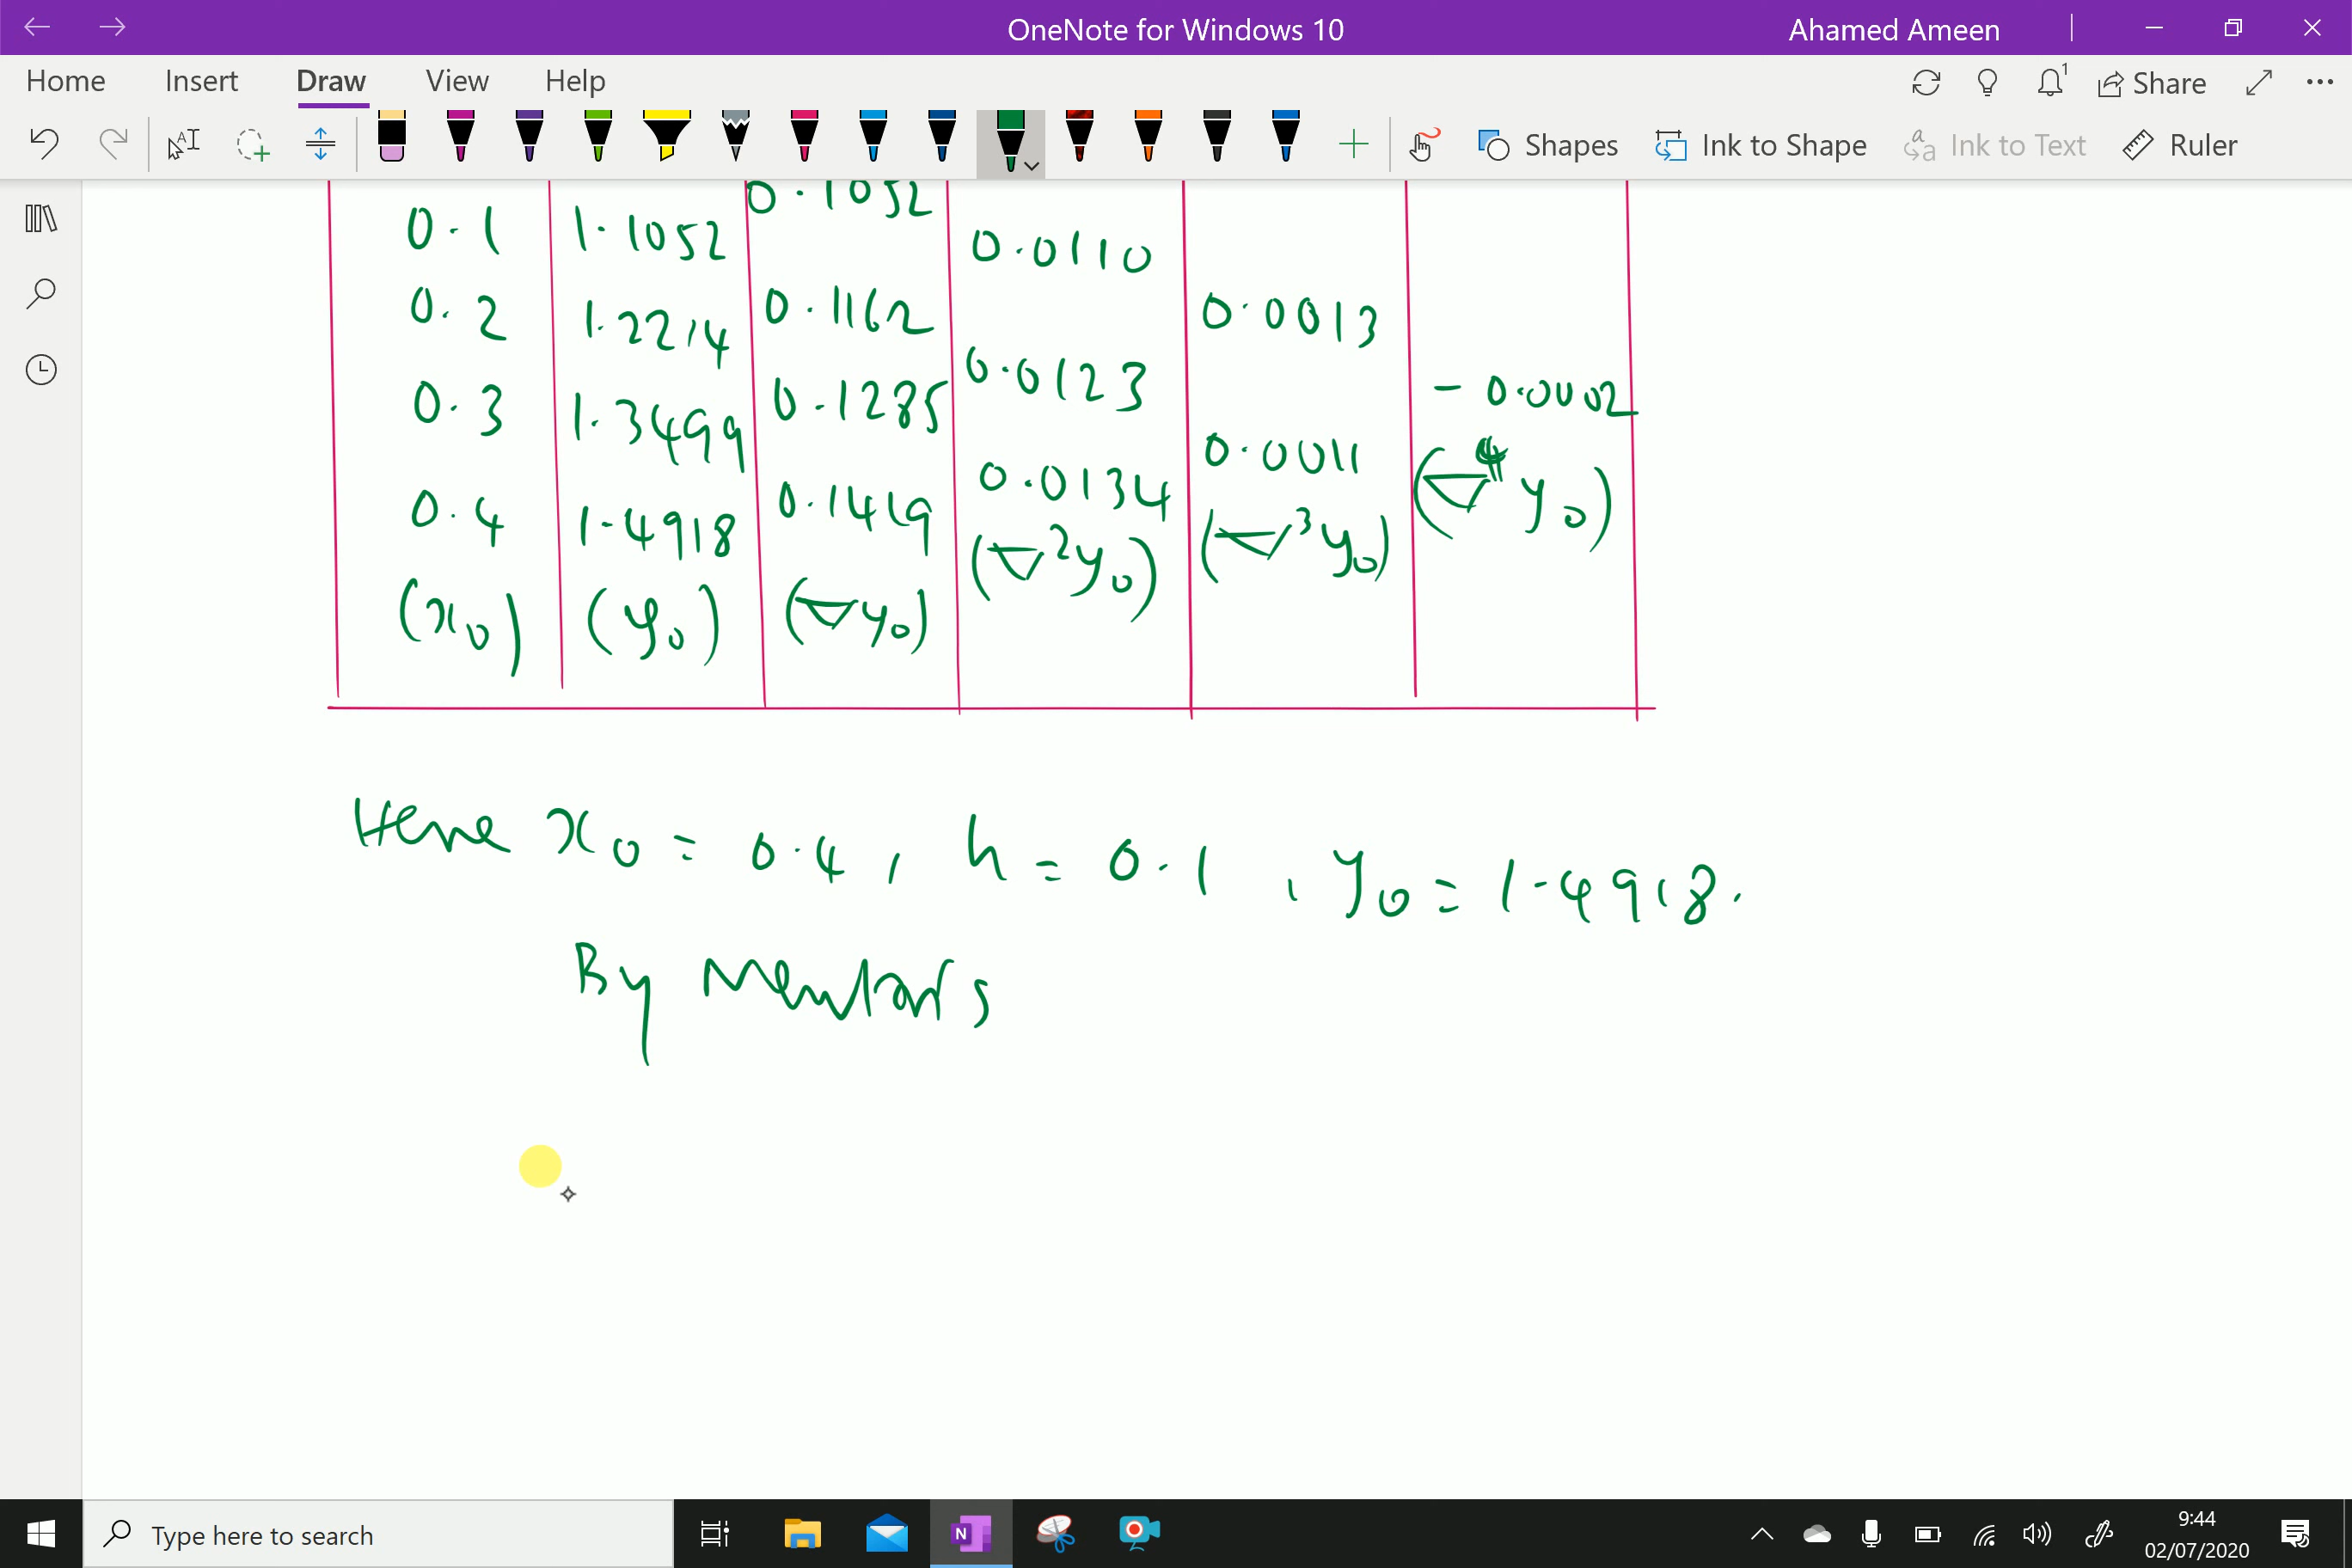 OneNote for Windows 10 Ahamed Ameen
Home Insert Draw View Help 1 Share
Shapes Ink to Shape Ink to Text Ruler
0.1052
0.1 1.1052 0.0110
0.2 1.2214 0.1162 0.0013
0.3 1.3499 0.1285 0.0123 - 0.0002
0.4 1.4918 0.1419 0.0134 0.0011
(x₀) (y₀) (∇y₀) (∇²y₀) (∇³y₀) (∇⁴y₀)
Here x₀ = 0.4, h = 0.1, y₀ = 1.4918.
By Newton's
Type here to search
9:44
02/07/2020